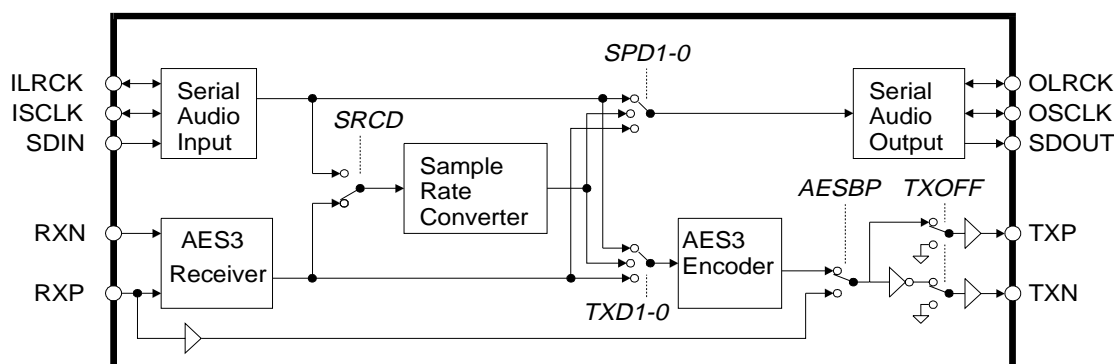 SPD1-0
ILRCK
ISCLK
SDIN
Serial
Audio
Input
SRCD
Serial
Audio
Output
OLRCK
OSCLK
SDOUT
Sample
Rate
Converter
AESBP
TXOFF
RXN
RXP
AES3
Receiver
AES3
Encoder
TXD1-0
TXP
TXN